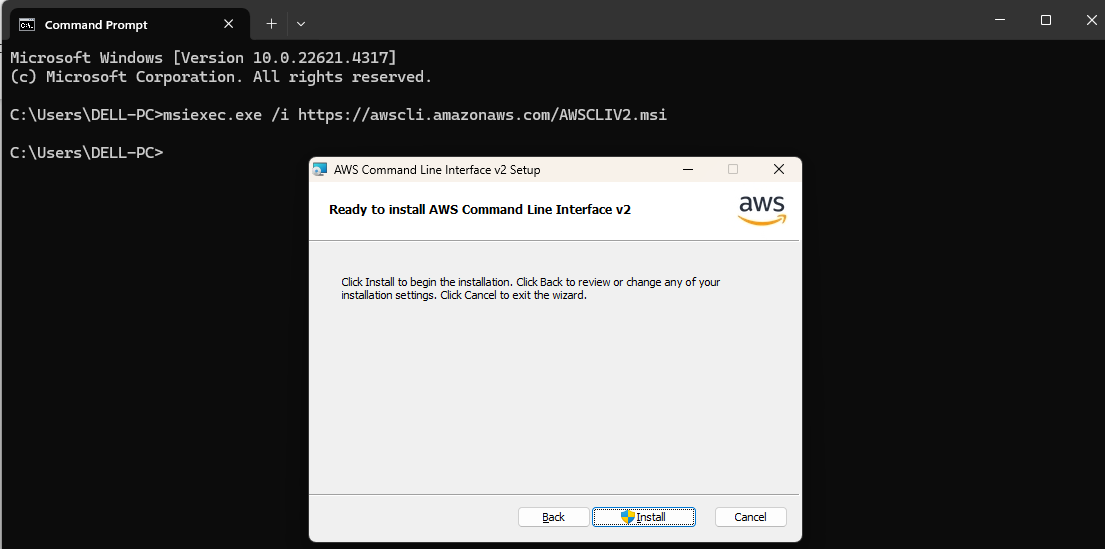 Command Prompt
Microsoft Windows [Version 10.0.22621.4317]
(c) Microsoft Corporation. All rights reserved.
C:\Users\DELL-PC>msiexec.exe /i https://awscli.amazonaws.com/AWSCLIV2.msi
C:\Users\DELL-PC>
AWS Command Line Interface v2 Setup
Ready to install AWS Command Line Interface v2
aws
Click Install to begin the installation. Click Back to review or change any of your
installation settings. Click Cancel to exit the wizard.
Back Install Cancel